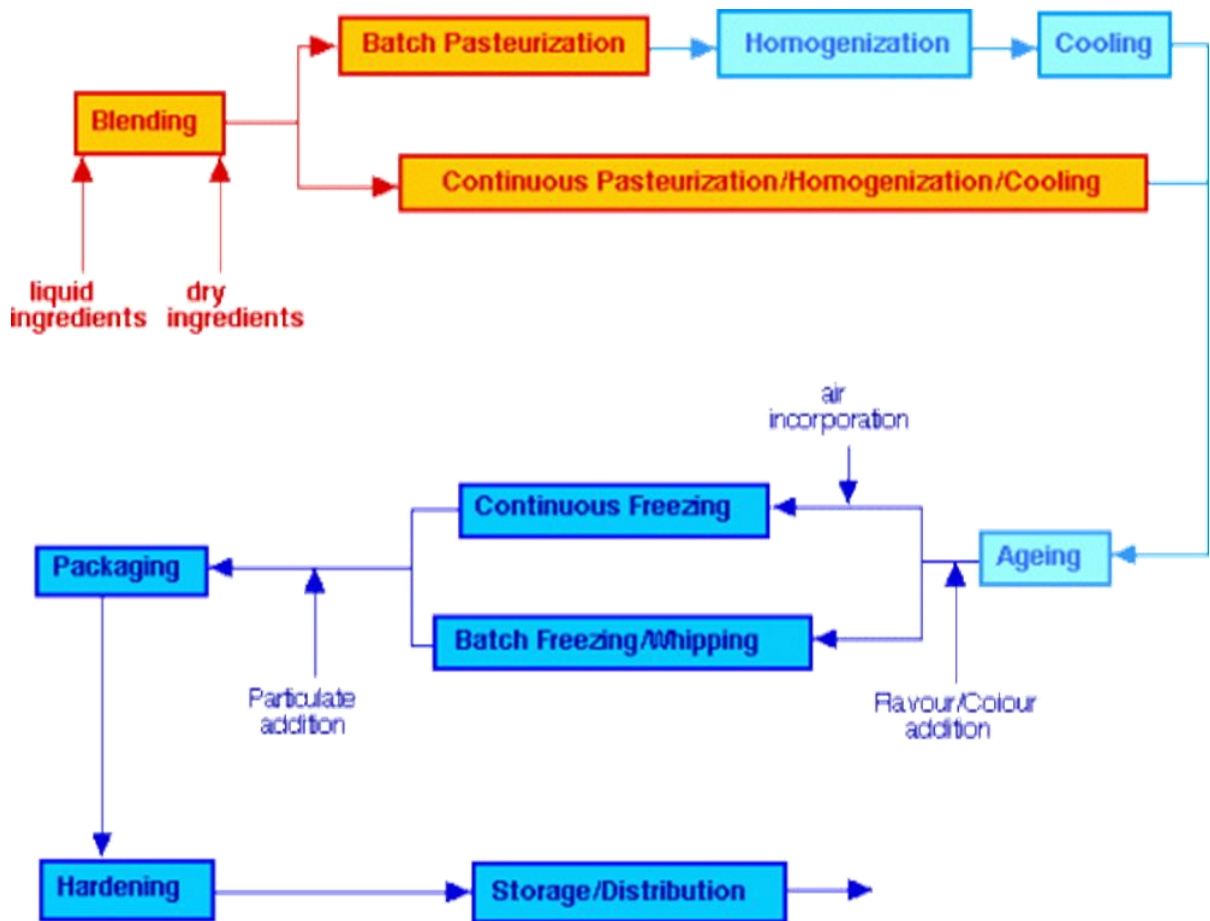 Batch Pasteurization
Homogenization
Cooling
Blending
Continuous Pasteurization/Homogenization/Cooling
liquid
ingredients
dry
ingredients
air
incorporation
Continuous Freezing
Ageing
Packaging
Batch Freezing/Whipping
Particulate
addition
Flavour/Colour
addition
Hardening
Storage/Distribution